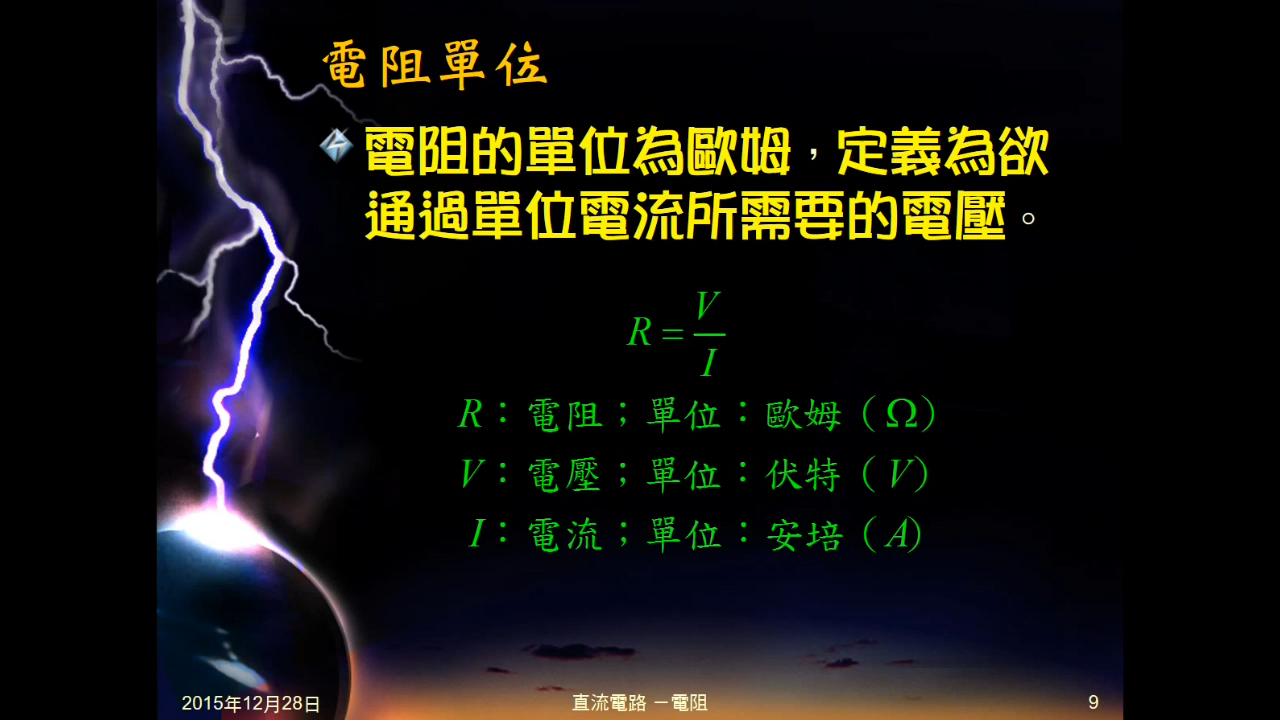 電阻單位
電阻的單位為歐姆，定義為欲
通過單位電流所需要的電壓。
R = V/I
R：電阻；單位：歐姆（Ω）
V：電壓；單位：伏特（V）
I：電流；單位：安培（A）
2015年12月28日
直流電路 －電阻
9